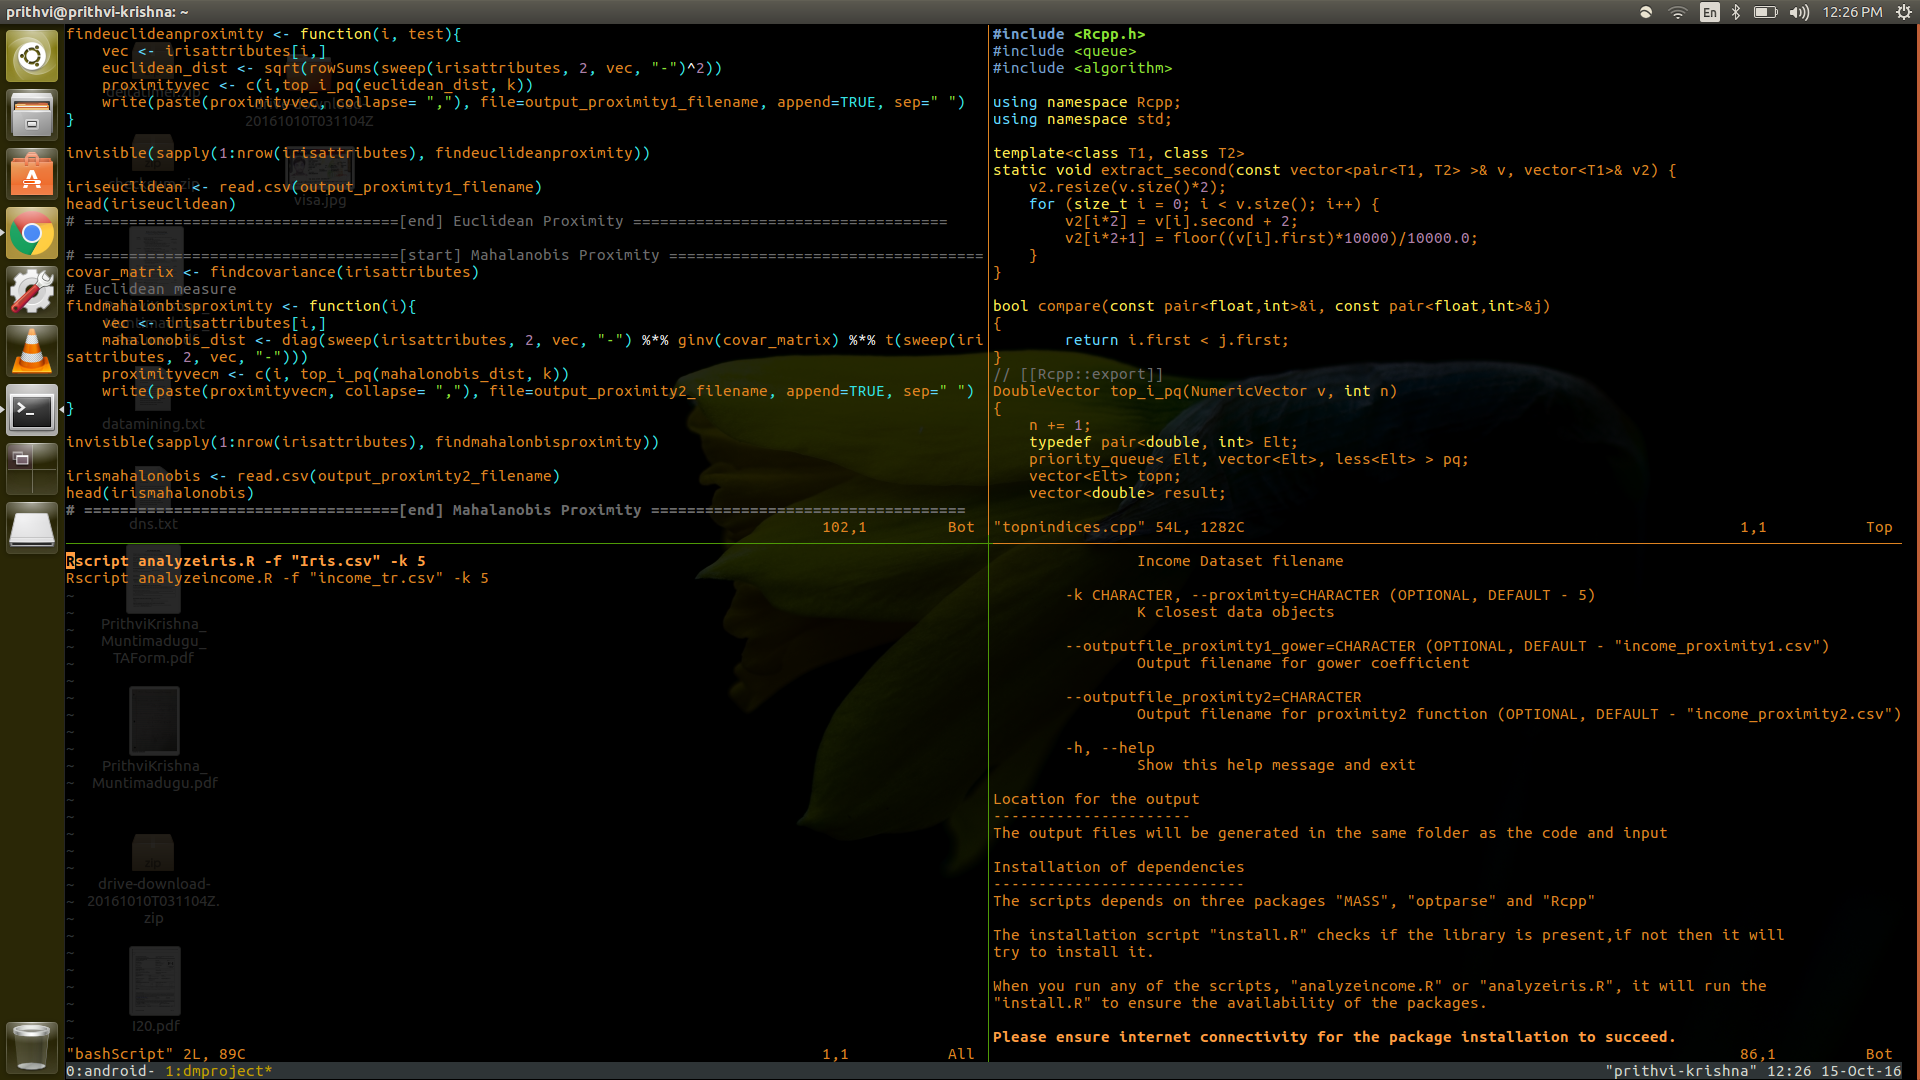 prithvi@prithvi-krishna: ~
En
12:26 PM
findeuclideanproximity <- function(i, test){
    vec <- irisattributes[i,]
    euclidean_dist <- sqrt(rowSums(sweep(irisattributes, 2, vec, "-")^2))
    proximityvec <- c(i,top_i_pq(euclidean_dist, k))
    write(paste(proximityvec, collapse= ","), file=output_proximity1_filename, append=TRUE, sep=" ")
}
invisible(sapply(1:nrow(irisattributes), findeuclideanproximity))
iriseuclidean <- read.csv(output_proximity1_filename)
head(iriseuclidean)
# ===================================[end] Euclidean Proximity ===================================
# ===================================[start] Mahalanobis Proximity ===================================
covar_matrix <- findcovariance(irisattributes)
# Euclidean measure
findmahalonbisproximity <- function(i){
    vec <- irisattributes[i,]
    mahalonobis_dist <- diag(sweep(irisattributes, 2, vec, "-") %*% ginv(covar_matrix) %*% t(sweep(iri
sattributes, 2, vec, "-")))
    proximityvecm <- c(i, top_i_pq(mahalonobis_dist, k))
    write(paste(proximityvecm, collapse= ","), file=output_proximity2_filename, append=TRUE, sep=" ")
}
invisible(sapply(1:nrow(irisattributes), findmahalonbisproximity))
irismahalonobis <- read.csv(output_proximity2_filename)
head(irismahalonobis)
# ===================================[end] Mahalanobis Proximity ===================================
102,1 Bot
#include <Rcpp.h>
#include <queue>
#include <algorithm>
using namespace Rcpp;
using namespace std;
template<class T1, class T2>
static void extract_second(const vector<pair<T1, T2> >& v, vector<T1>& v2) {
    v2.resize(v.size()*2);
    for (size_t i = 0; i < v.size(); i++) {
        v2[i*2] = v[i].second + 2;
        v2[i*2+1] = floor((v[i].first)*10000)/10000.0;
    }
}
bool compare(const pair<float,int>&i, const pair<float,int>&j)
{
        return i.first < j.first;
}
// [[Rcpp::export]]
DoubleVector top_i_pq(NumericVector v, int n)
{
    n += 1;
    typedef pair<double, int> Elt;
    priority_queue< Elt, vector<Elt>, less<Elt> > pq;
    vector<Elt> topn;
    vector<double> result;
"topnindices.cpp" 54L, 1282C 1,1 Top
Rscript analyzeiris.R -f "Iris.csv" -k 5
Rscript analyzeincome.R -f "income_tr.csv" -k 5
"bashScript" 2L, 89C 1,1 All
Income Dataset filename
-k CHARACTER, --proximity=CHARACTER (OPTIONAL, DEFAULT - 5)
K closest data objects
--outputfile_proximity1_gower=CHARACTER (OPTIONAL, DEFAULT - "income_proximity1.csv")
Output filename for gower coefficient
--outputfile_proximity2=CHARACTER
Output filename for proximity2 function (OPTIONAL, DEFAULT - "income_proximity2.csv")
-h, --help
Show this help message and exit
Location for the output
----------------------
The output files will be generated in the same folder as the code and input
Installation of dependencies
----------------------------
The scripts depends on three packages "MASS", "optparse" and "Rcpp"
The installation script "install.R" checks if the library is present,if not then it will
try to install it.
When you run any of the scripts, "analyzeincome.R" or "analyzeiris.R", it will run the
"install.R" to ensure the availability of the packages.
Please ensure internet connectivity for the package installation to succeed.
86,1 Bot
20161010T031104Z
visa.jpg
datamining.txt
dns.txt
PrithviKrishna_
Muntimadugu_
TAForm.pdf
PrithviKrishna_
Muntimadugu.pdf
zip
drive-download-
20161010T031104Z.
zip
I20.pdf
0:android- 1:dmproject*
"prithvi-krishna" 12:26 15-Oct-16